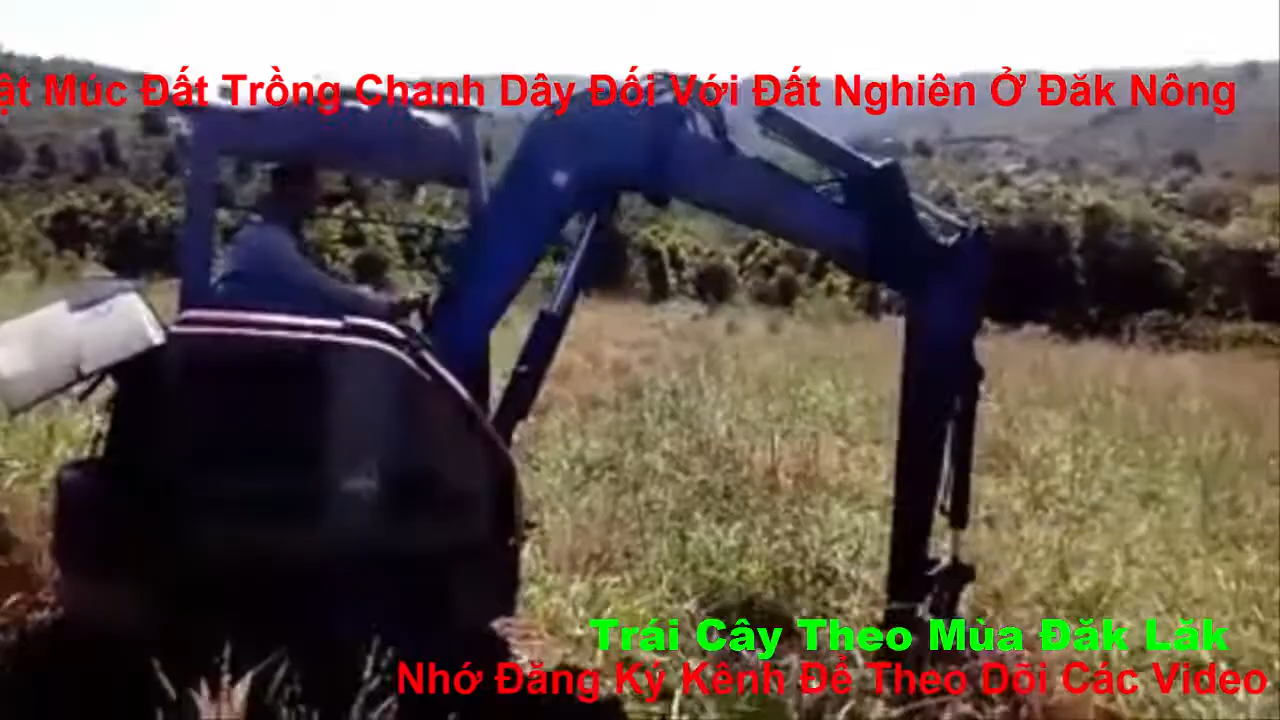 Múc Đất Trồng Chanh Dây Đối Với Đất Nghiên Ở Đăk Nông
Trái Cây Theo Mùa Đăk Lăk
Nhớ Đăng Ký Kênh Để Theo Dõi Các Video